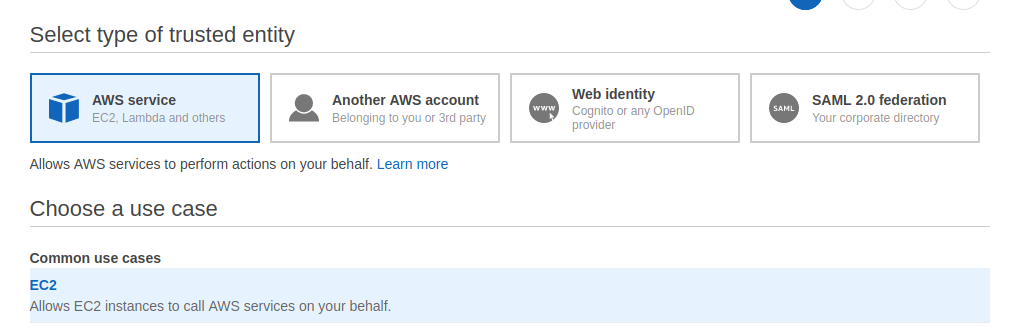 Select type of trusted entity
AWS service
EC2, Lambda and others
Another AWS account
Belonging to you or 3rd party
www
Web identity
Cognito or any OpenID
provider
SAML
SAML 2.0 federation
Your corporate directory
Allows AWS services to perform actions on your behalf. Learn more
Choose a use case
Common use cases
EC2
Allows EC2 instances to call AWS services on your behalf.